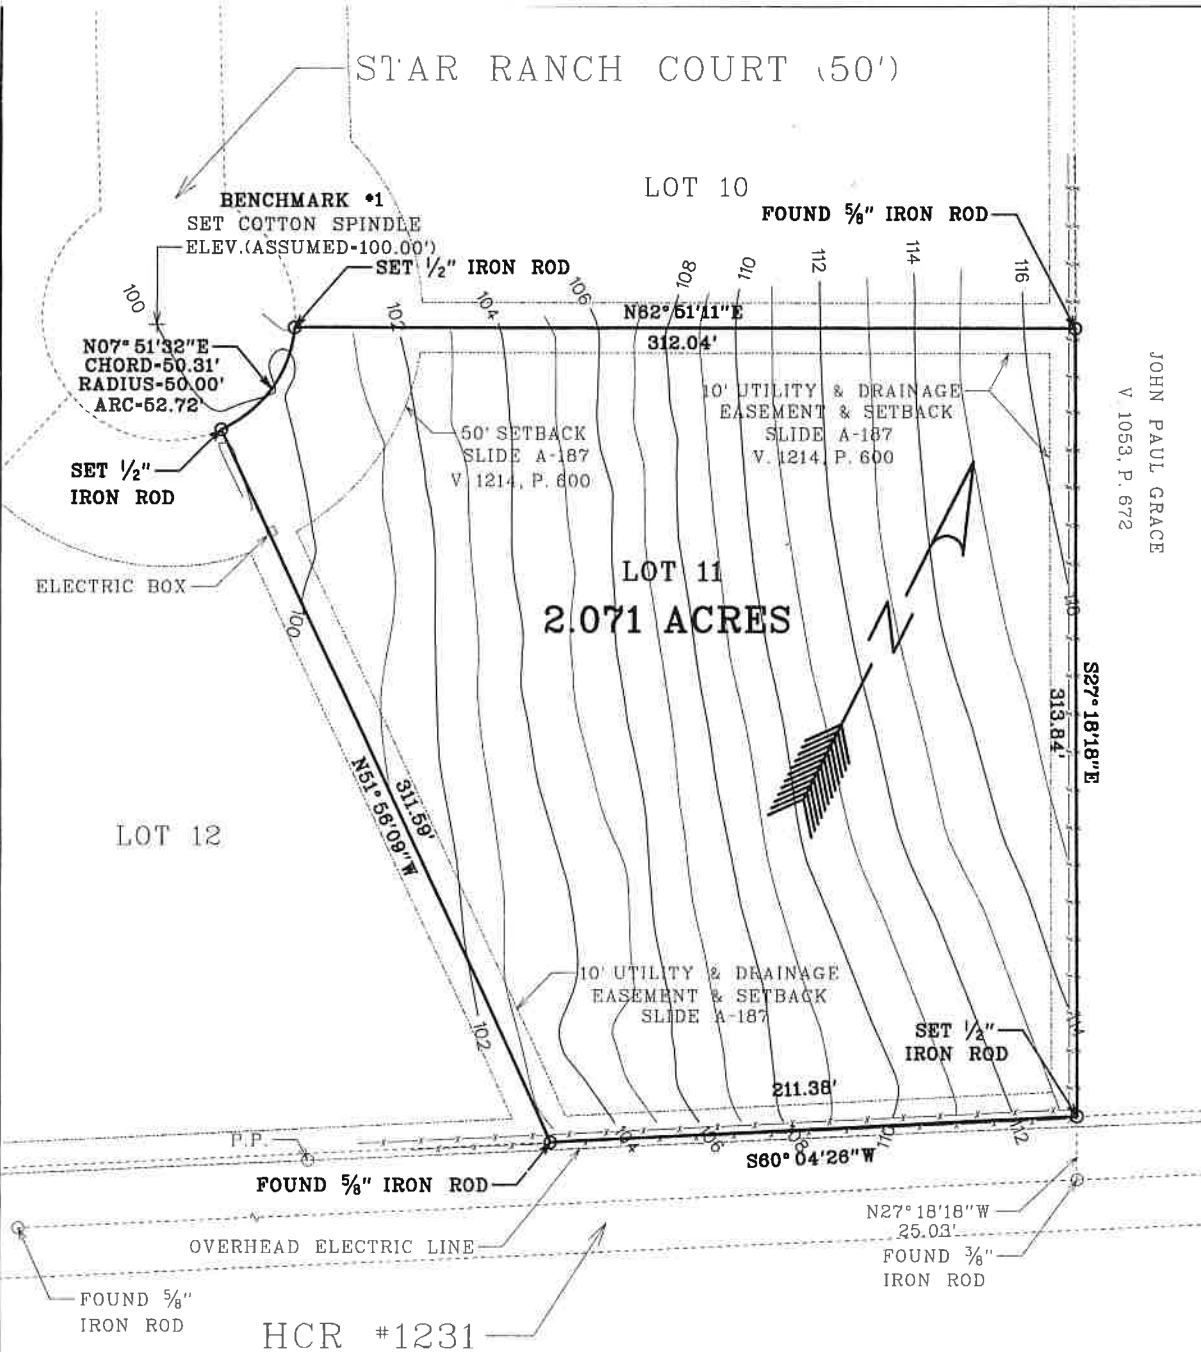 STAR RANCH COURT (50')
LOT 10
BENCHMARK #1
SET COTTON SPINDLE
ELEV.(ASSUMED=100.00')
FOUND 5/8" IRON ROD
SET 1/2" IRON ROD
100
102
104
106
108
110
112
114
116
N62°51'11"E
312.04'
N07°51'32"E
CHORD=50.31'
RADIUS=50.00'
ARC=52.72'
10' UTILITY & DRAINAGE
EASEMENT & SETBACK
SLIDE A-187
V. 1214, P. 600
JOHN PAUL GRACE
V 1053, P. 672
50' SETBACK
SLIDE A-187
V. 1214, P. 600
SET 1/2"
IRON ROD
ELECTRIC BOX
LOT 11
2.071 ACRES
N
100
S27°18'18"E
313.84'
311.59'
N51°56'09"W
LOT 12
10' UTILITY & DRAINAGE
EASEMENT & SETBACK
SLIDE A-187
102
SET 1/2"
IRON ROD
211.38'
P.P.
104
106
108
110
112
S60°04'26"W
FOUND 5/8" IRON ROD
N27°18'18"W
25.03'
OVERHEAD ELECTRIC LINE
FOUND 3/8"
IRON ROD
FOUND 5/8"
IRON ROD
HCR #1231